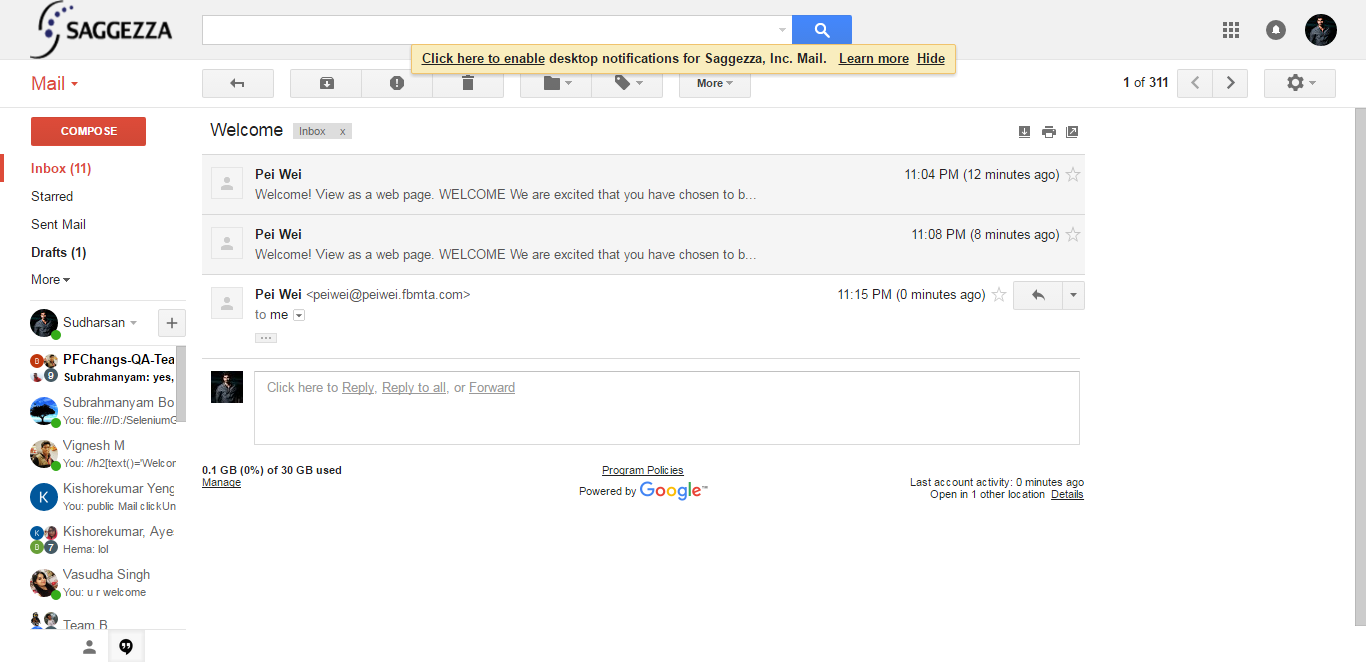 SAGGEZZA
Click here to enable desktop notifications for Saggezza, Inc. Mail. Learn more Hide
Mail
More
1 of 311
COMPOSE
Inbox (11)
Starred
Sent Mail
Drafts (1)
More
Sudharsan
PFChangs-QA-Tea
Subrahmanyam: yes,
9
Subrahmanyam Bo
You: file:///D:/SeleniumG
Vignesh M
You: //h2[text()='Welcor
K
Kishorekumar Yeng
You: public Mail clickUn
K
7
Kishorekumar, Aye
Hema: lol
Vasudha Singh
You: u r welcome
Team B
Welcome Inbox x
Pei Wei 11:04 PM (12 minutes ago)
Welcome! View as a web page. WELCOME We are excited that you have chosen to b...
Pei Wei 11:08 PM (8 minutes ago)
Welcome! View as a web page. WELCOME We are excited that you have chosen to b...
Pei Wei <peiwei@peiwei.fbmta.com> 11:15 PM (0 minutes ago)
to me
...
Click here to Reply, Reply to all, or Forward
0.1 GB (0%) of 30 GB used
Manage
Program Policies
Powered by Google™
Last account activity: 0 minutes ago
Open in 1 other location Details